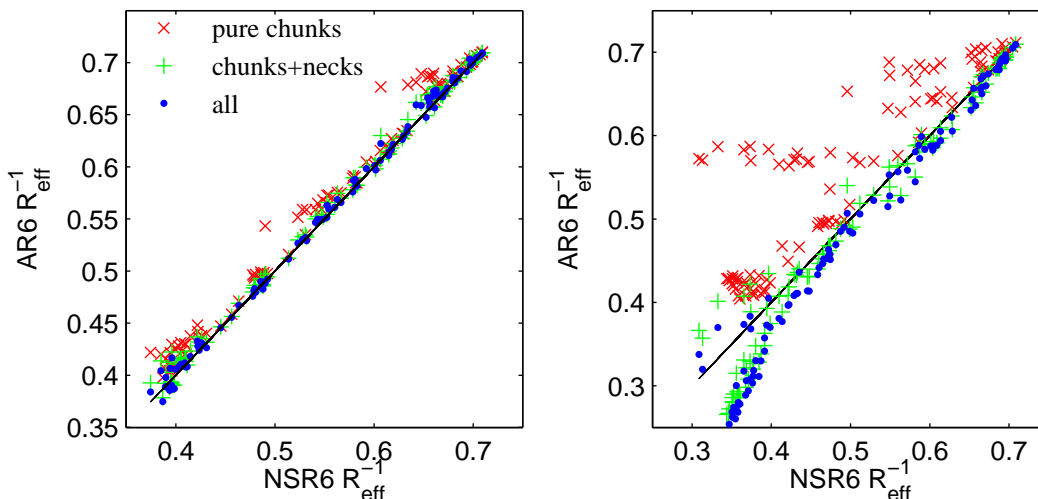 pure chunks
chunks+necks
all
0.7
0.65
0.6
0.55
0.5
0.45
0.4
0.35
AR6 R_eff^{-1}
0.4 0.5 0.6 0.7
NSR6 R_eff^{-1}
0.7
0.6
0.5
0.4
0.3
AR6 R_eff^{-1}
0.3 0.4 0.5 0.6 0.7
NSR6 R_eff^{-1}